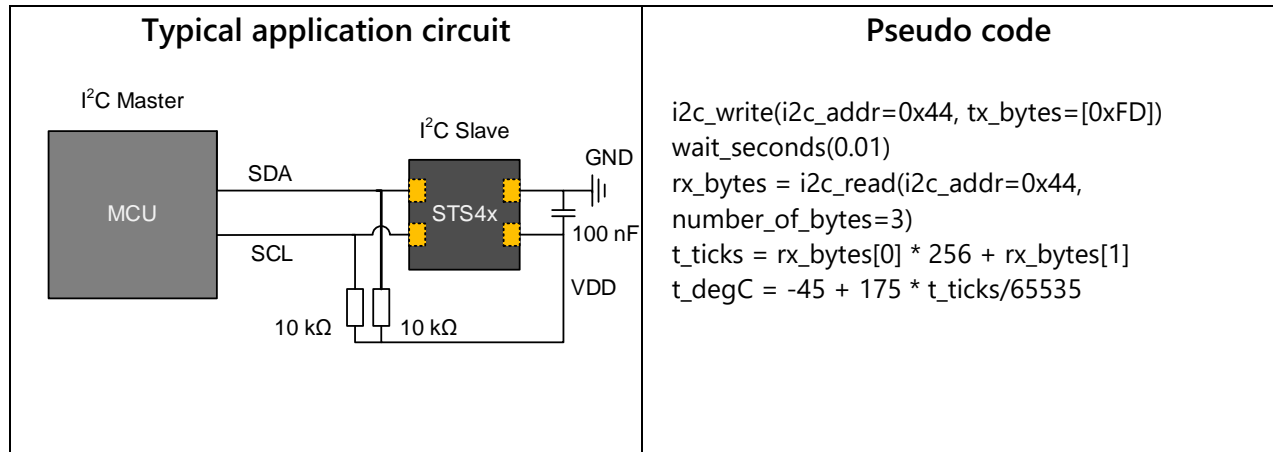 Typical application circuit
I²C Master
MCU
SDA
SCL
I²C Slave
STS4x
GND
100 nF
VDD
10 kΩ
10 kΩ
Pseudo code
i2c_write(i2c_addr=0x44, tx_bytes=[0xFD])
wait_seconds(0.01)
rx_bytes = i2c_read(i2c_addr=0x44,
number_of_bytes=3)
t_ticks = rx_bytes[0] * 256 + rx_bytes[1]
t_degC = -45 + 175 * t_ticks/65535